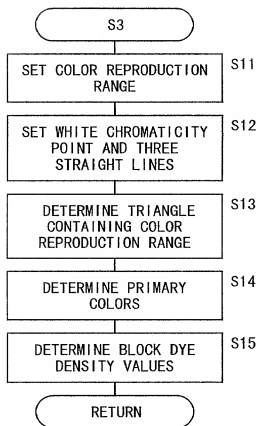 S3
S11
SET COLOR REPRODUCTION
RANGE
S12
SET WHITE CHROMATICITY
POINT AND THREE
STRAIGHT LINES
S13
DETERMINE TRIANGLE
CONTAINING COLOR
REPRODUCTION RANGE
S14
DETERMINE PRIMARY
COLORS
S15
DETERMINE BLOCK DYE
DENSITY VALUES
RETURN